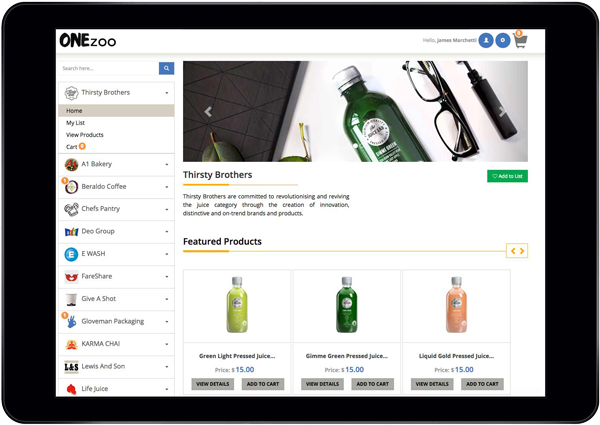 ONEzoo
Hello, James Marchetti
0
Search here...
Thirsty Brothers
Home
My List
View Products
Cart 0
A1 Bakery
1
Beraldo Coffee
Chefs Pantry
Deo Group
E WASH
FareShare
Give A Shot
1
Gloveman Packaging
KARMA CHAI
L&S
Lewis And Son
Life Juice
Thirsty Brothers
Add to List
Thirsty Brothers are committed to revolutionising and reviving
the juice category through the creation of innovation,
distinctive and on-trend brands and products.
Featured Products
Green Light Pressed Juice...
Price: $ 15.00
VIEW DETAILS ADD TO CART
Gimme Green Pressed Juice...
Price: $ 15.00
VIEW DETAILS ADD TO CART
Liquid Gold Pressed Juice...
Price: $ 15.00
VIEW DETAILS ADD TO CART